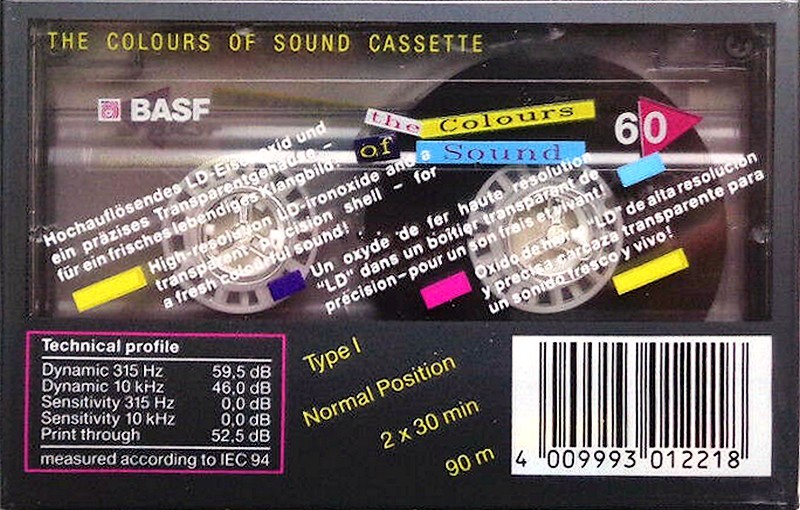 THE COLOURS OF SOUND CASSETTE
BASF
the Colours
of Sound
60
Hochauflösendes LD-Eisenoxid und
ein präzises Transparentgehäuse –
für ein frisches lebendiges Klangbild.
High-resolution LD-ironoxide and a
transparent precision shell – for
a fresh colourful sound!
Un oxyde de fer haute résolution
"LD" dans un boîtier transparent de
précision – pour un son frais et vivant!
Oxido de hierro "LD" de alta resolución
y precisa carcaza transparente para
un sonido fresco y vivo!
Technical profile
Dynamic 315 Hz 59,5 dB
Dynamic 10 kHz 46,0 dB
Sensitivity 315 Hz 0,0 dB
Sensitivity 10 kHz 0,0 dB
Print through 52,5 dB
measured according to IEC 94
Type I
Normal Position
2 x 30 min
90 m
4 009993 012218